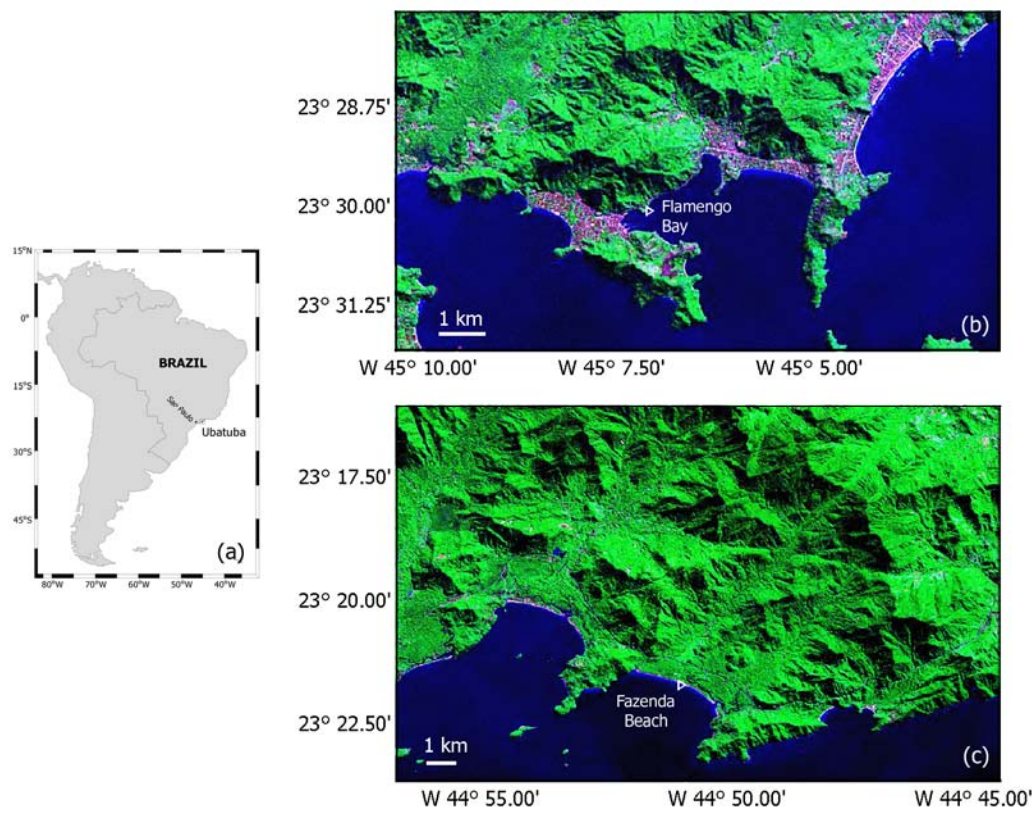 15°N
0°
15°S
30°S
45°S
80°W 70°W 60°W 50°W 40°W
BRAZIL
Sao Paulo
Ubatuba
(a)
23° 28.75'
23° 30.00'
23° 31.25'
Flamengo
Bay
1 km
(b)
W 45° 10.00' W 45° 7.50' W 45° 5.00'
23° 17.50'
23° 20.00'
23° 22.50'
Fazenda
Beach
1 km
(c)
W 44° 55.00' W 44° 50.00' W 44° 45.00'